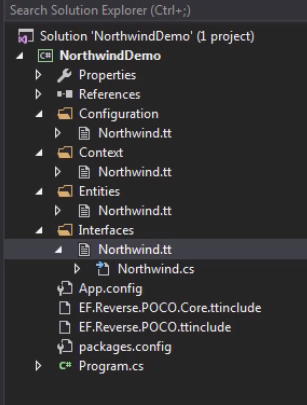 Search Solution Explorer (Ctrl+;)
Solution 'NorthwindDemo' (1 project)
C# NorthwindDemo
Properties
References
Configuration
Northwind.tt
Context
Northwind.tt
Entities
Northwind.tt
Interfaces
Northwind.tt
Northwind.cs
App.config
EF.Reverse.POCO.Core.ttinclude
EF.Reverse.POCO.ttinclude
packages.config
C# Program.cs